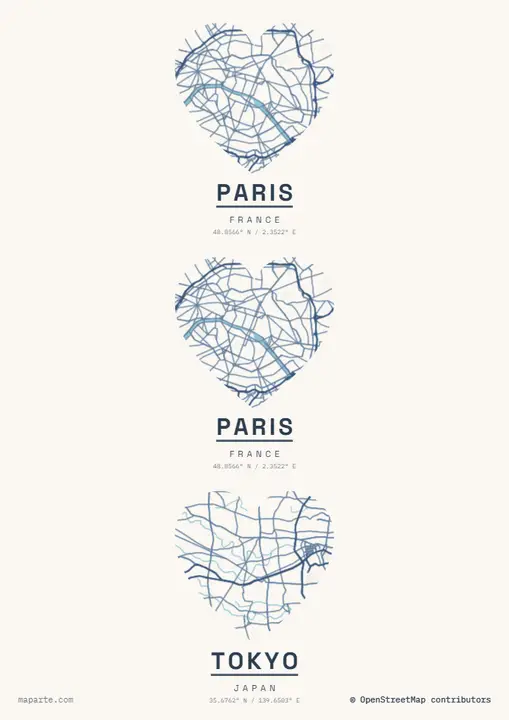 PARIS
FRANCE
48.8566° N / 2.3522° E
PARIS
FRANCE
48.8566° N / 2.3522° E
TOKYO
JAPAN
35.6762° N / 139.6503° E
maparte.com
© OpenStreetMap contributors